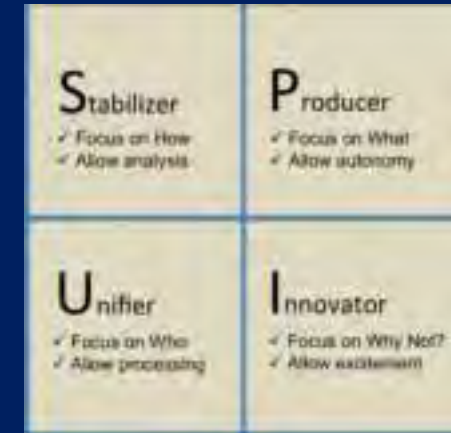 Stabilizer
✓ Focus on How
✓ Allow analysis
Producer
✓ Focus on What
✓ Allow autonomy
Unifier
✓ Focus on Who
✓ Allow processing
Innovator
✓ Focus on Why Not?
✓ Allow excitement